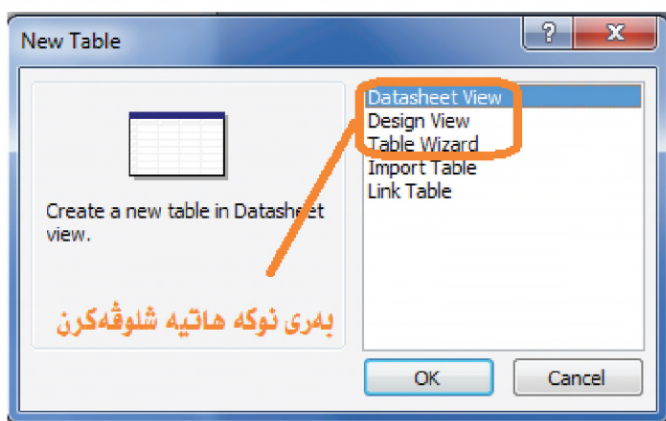 New Table
Datasheet View
Design View
Table Wizard
Import Table
Link Table
Create a new table in Datasheet
view.
بەری نوکە هاتیە شلوڤەکرن
OK
Cancel